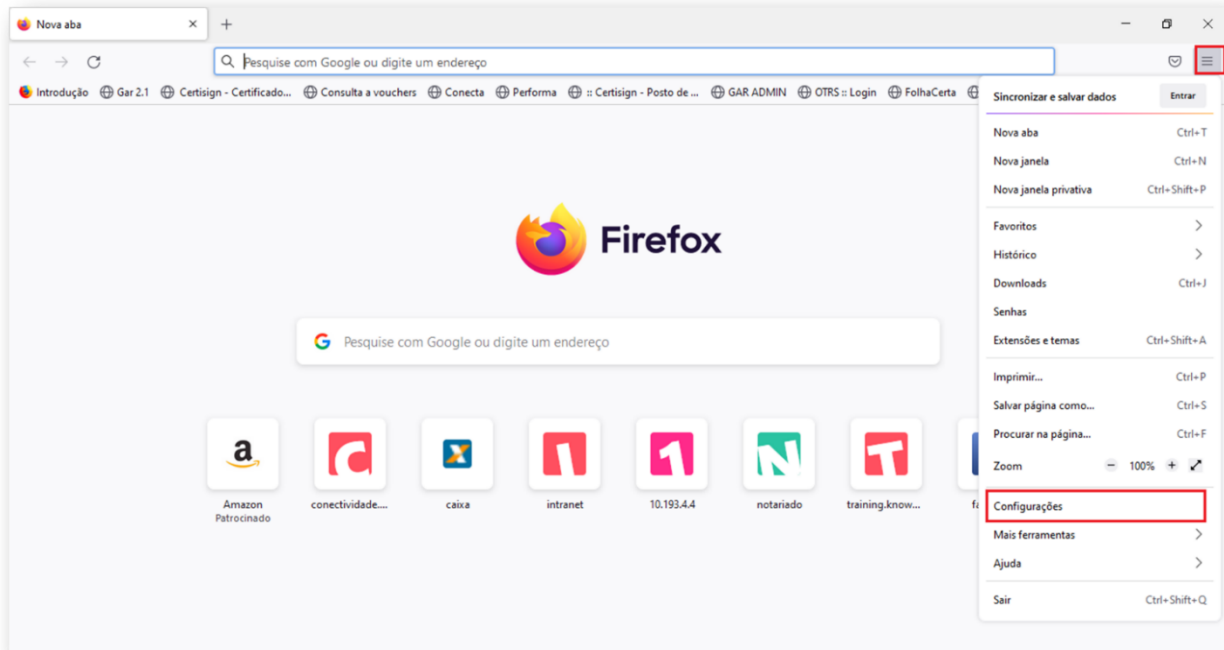 Nova aba
Pesquise com Google ou digite um endereço
Introdução Gar 2.1 Certisign - Certificado... Consulta a vouchers Conecta Performa :: Certisign - Posto de ... GAR ADMIN OTRS :: Login FolhaCerta
Sincronizar e salvar dados Entrar
Nova aba Ctrl+T
Nova janela Ctrl+N
Nova janela privativa Ctrl+Shift+P
Favoritos
Histórico
Downloads Ctrl+J
Senhas
Extensões e temas Ctrl+Shift+A
Imprimir... Ctrl+P
Salvar página como... Ctrl+S
Procurar na página... Ctrl+F
Zoom 100%
Configurações
Mais ferramentas
Ajuda
Sair Ctrl+Shift+Q
Firefox
Pesquise com Google ou digite um endereço
a C X I 1 N T
Amazon conectividade.... caixa intranet 10.193.4.4 notariado training.know...
Patrocinado